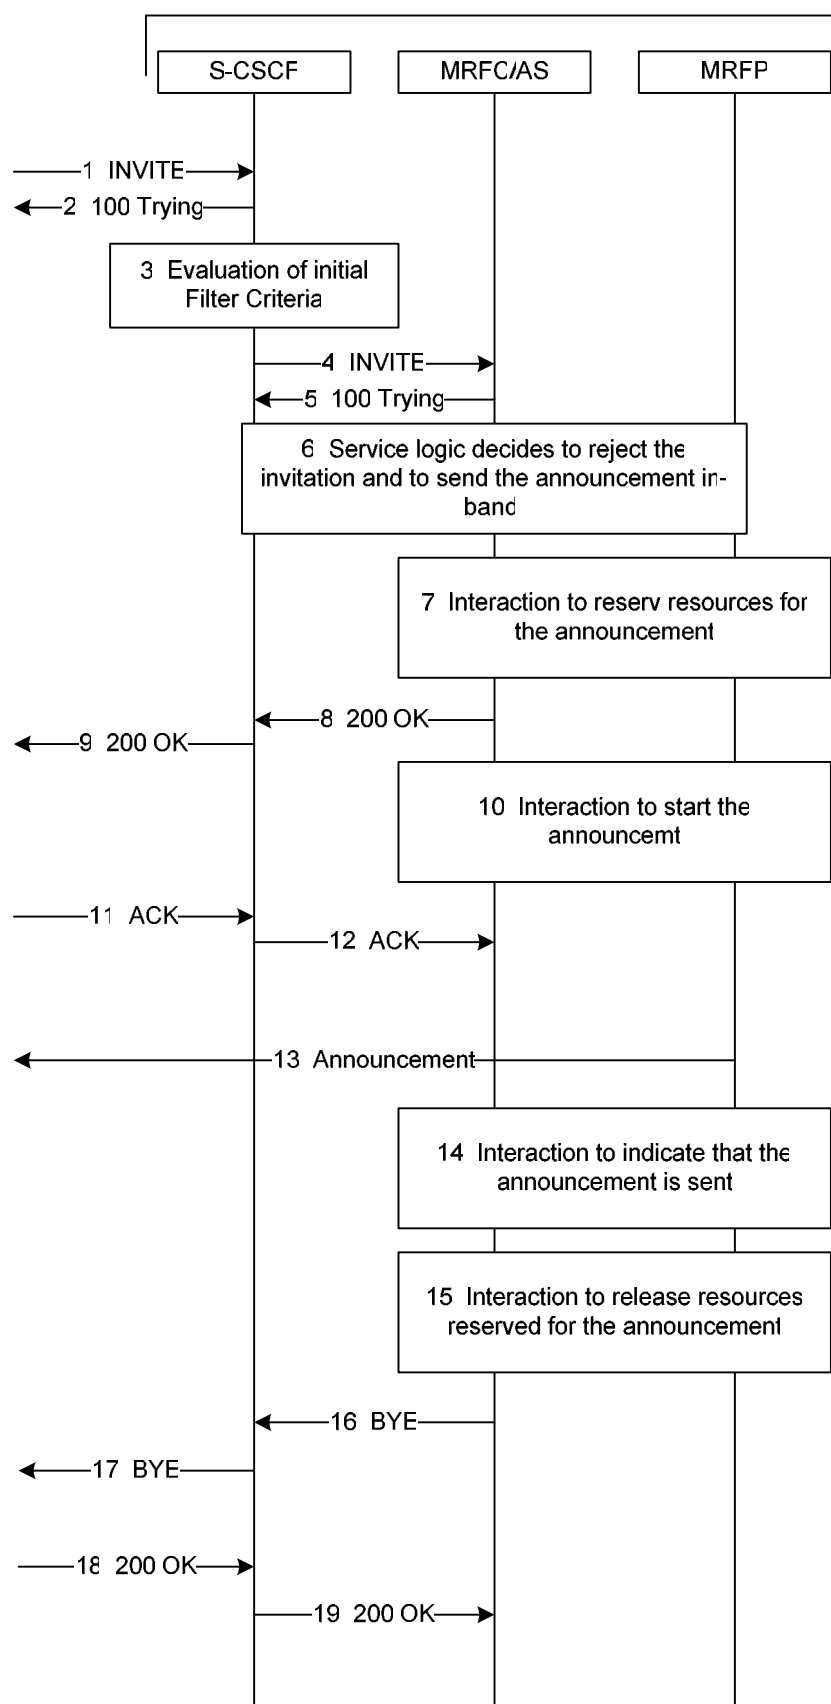 S-CSCF
MRFC/AS
MRFP
1 INVITE
2 100 Trying
3 Evaluation of initial
Filter Criteria
4 INVITE
5 100 Trying
6 Service logic decides to reject the
invitation and to send the announcement in-
band
7 Interaction to reserv resources for
the announcement
8 200 OK
9 200 OK
10 Interaction to start the
announcemt
11 ACK
12 ACK
13 Announcement
14 Interaction to indicate that the
announcement is sent
15 Interaction to release resources
reserved for the announcement
16 BYE
17 BYE
18 200 OK
19 200 OK